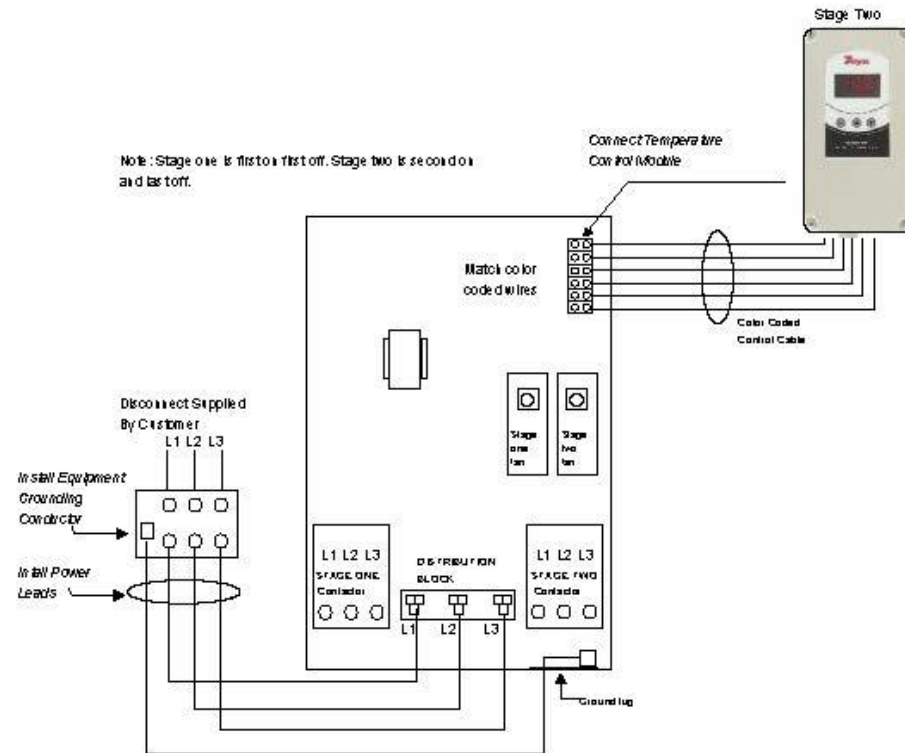 Stage Two
Dwyer
Note: Stage one is first on first off. Stage two is second on
and last off.
Connect Temperature
Control Module
Match color
coded wires
Color Coded
Control Cable
Disconnect Supplied
By Customer
L1 L2 L3
Install Equipment
Grounding
Conductor
Intall Power
Leads
Stage
one
fan
Stage
two
fan
L1 L2 L3
STAGE ONE
Contactor
DISTRIBUTION
BLOCK
L1 L2 L3
L1 L2 L3
STAGE TWO
Contactor
Ground lug